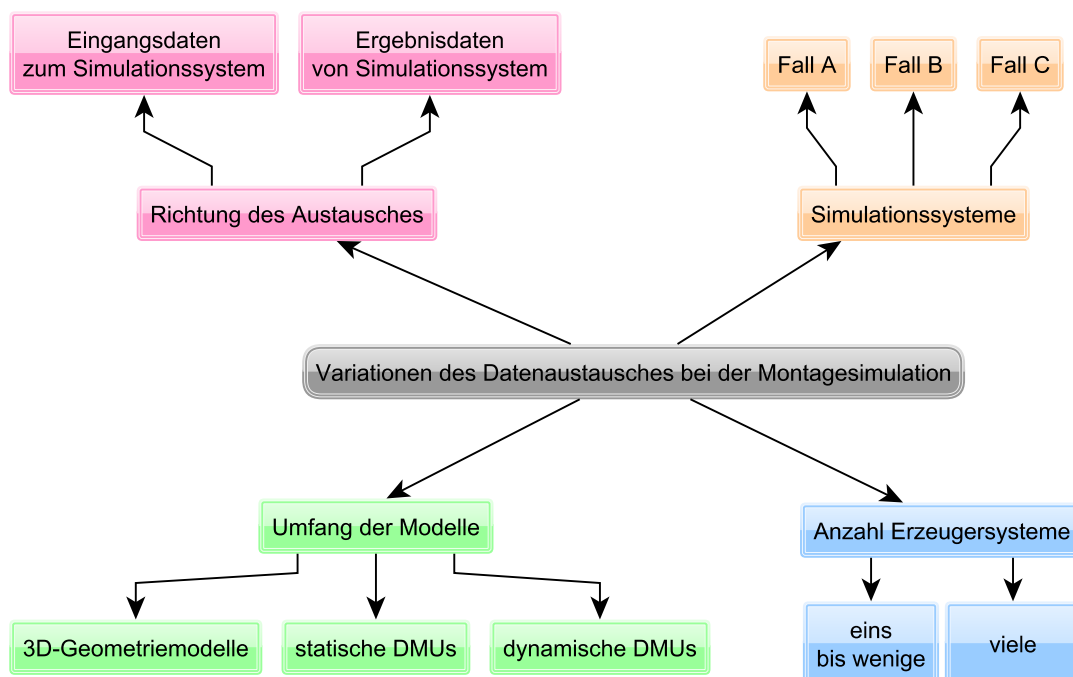 Eingangsdaten
zum Simulationssystem
Ergebnisdaten
von Simulationssystem
Fall A
Fall B
Fall C
Richtung des Austausches
Simulationssysteme
Variationen des Datenaustausches bei der Montagesimulation
Umfang der Modelle
Anzahl Erzeugersysteme
3D-Geometriemodelle
statische DMUs
dynamische DMUs
eins
bis wenige
viele